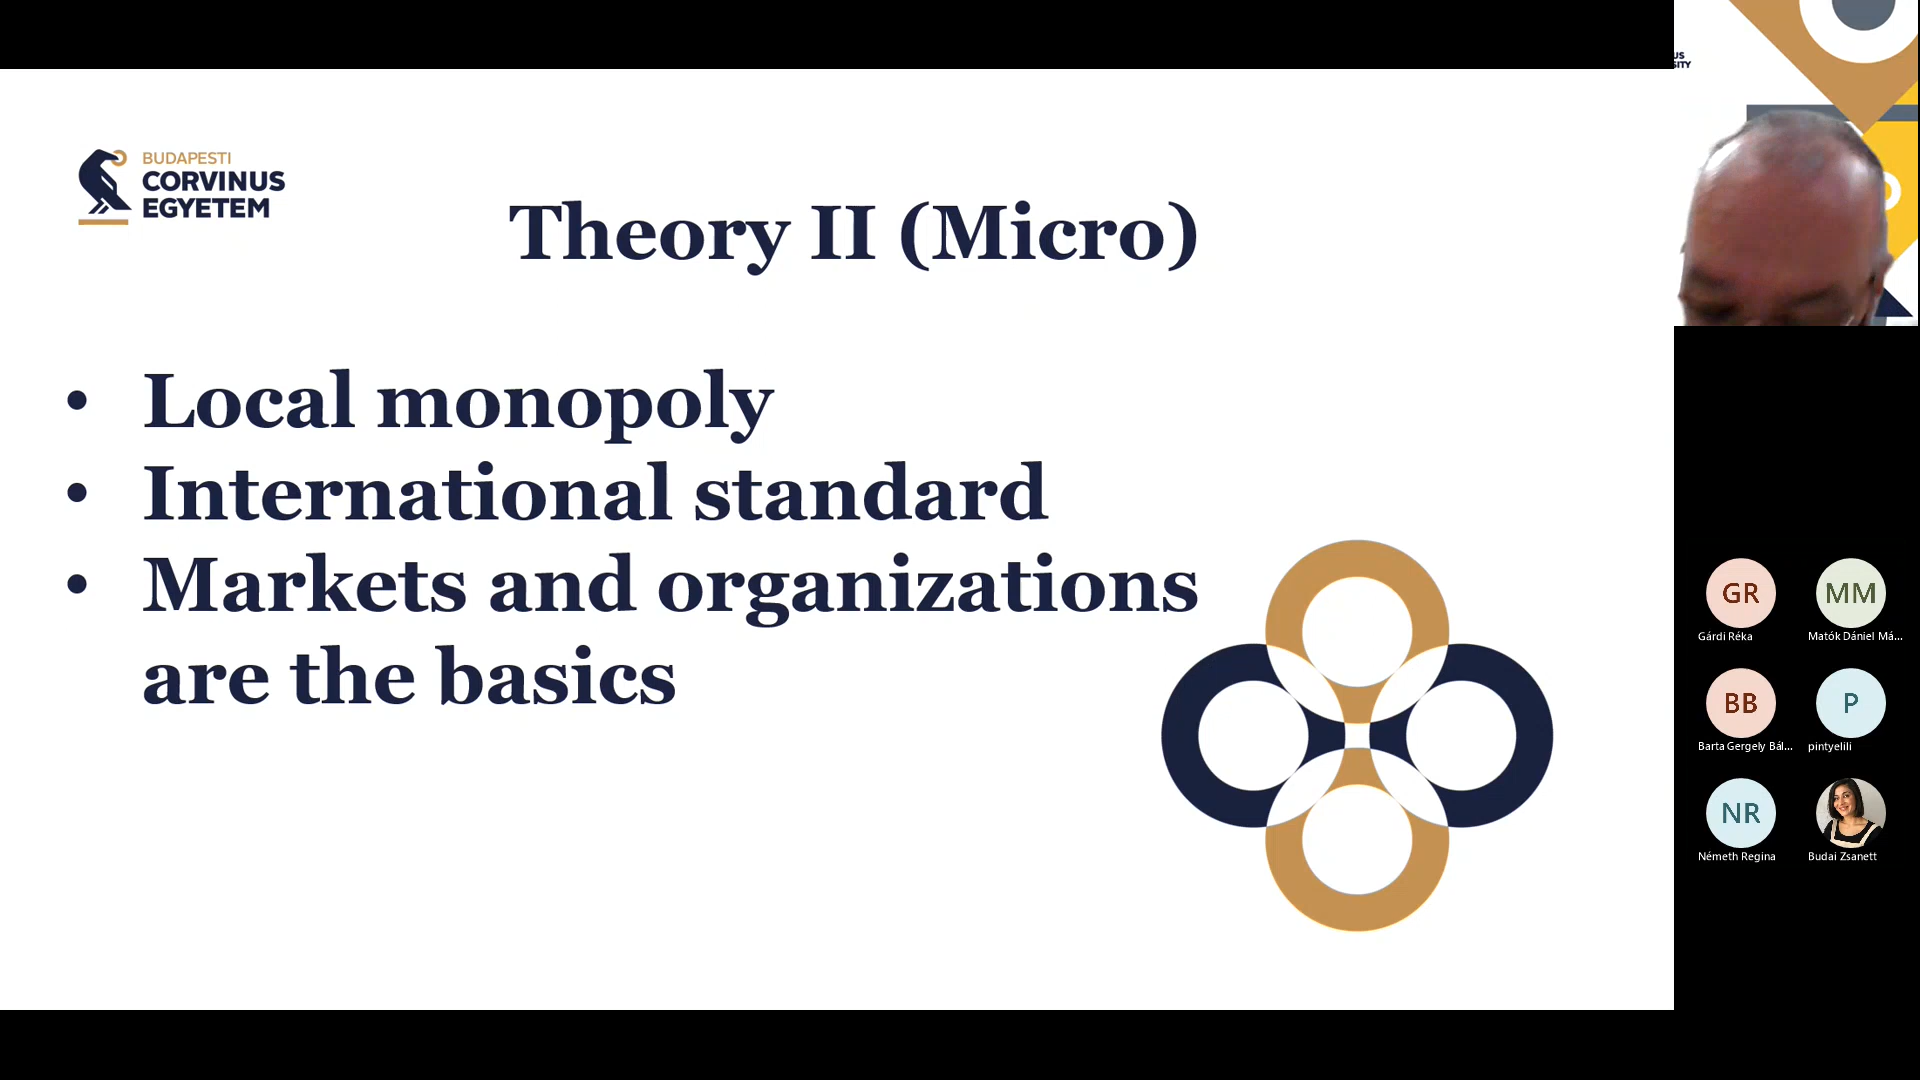 BUDAPESTI
CORVINUS
EGYETEM
Theory II (Micro)
• Local monopoly
• International standard
• Markets and organizations
are the basics
GR
Gárdi Réka
MM
Matók Dániel Má...
BB
Barta Gergely Bál...
P
pintyelili
NR
Németh Regina
Budai Zsanett